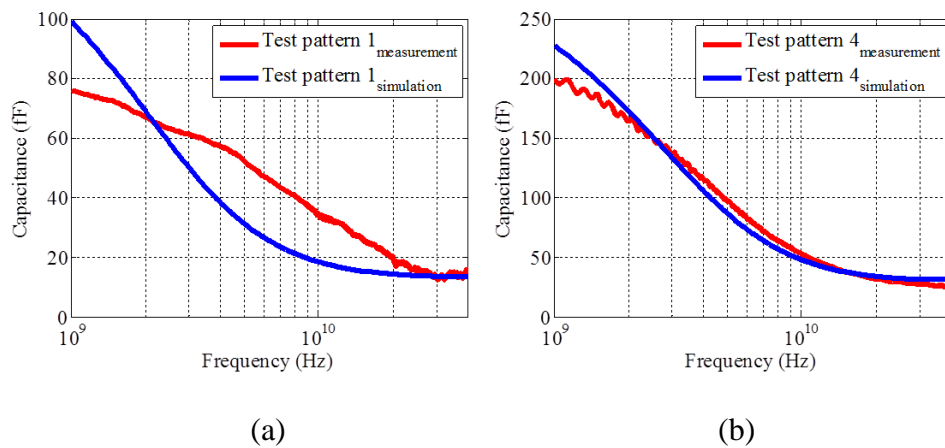 100
80
60
40
20
0
Capacitance (fF)
Test pattern 1measurement
Test pattern 1simulation
10^9
10^10
Frequency (Hz)
(a)
250
200
150
100
50
0
Capacitance (fF)
Test pattern 4measurement
Test pattern 4simulation
10^9
10^10
Frequency (Hz)
(b)